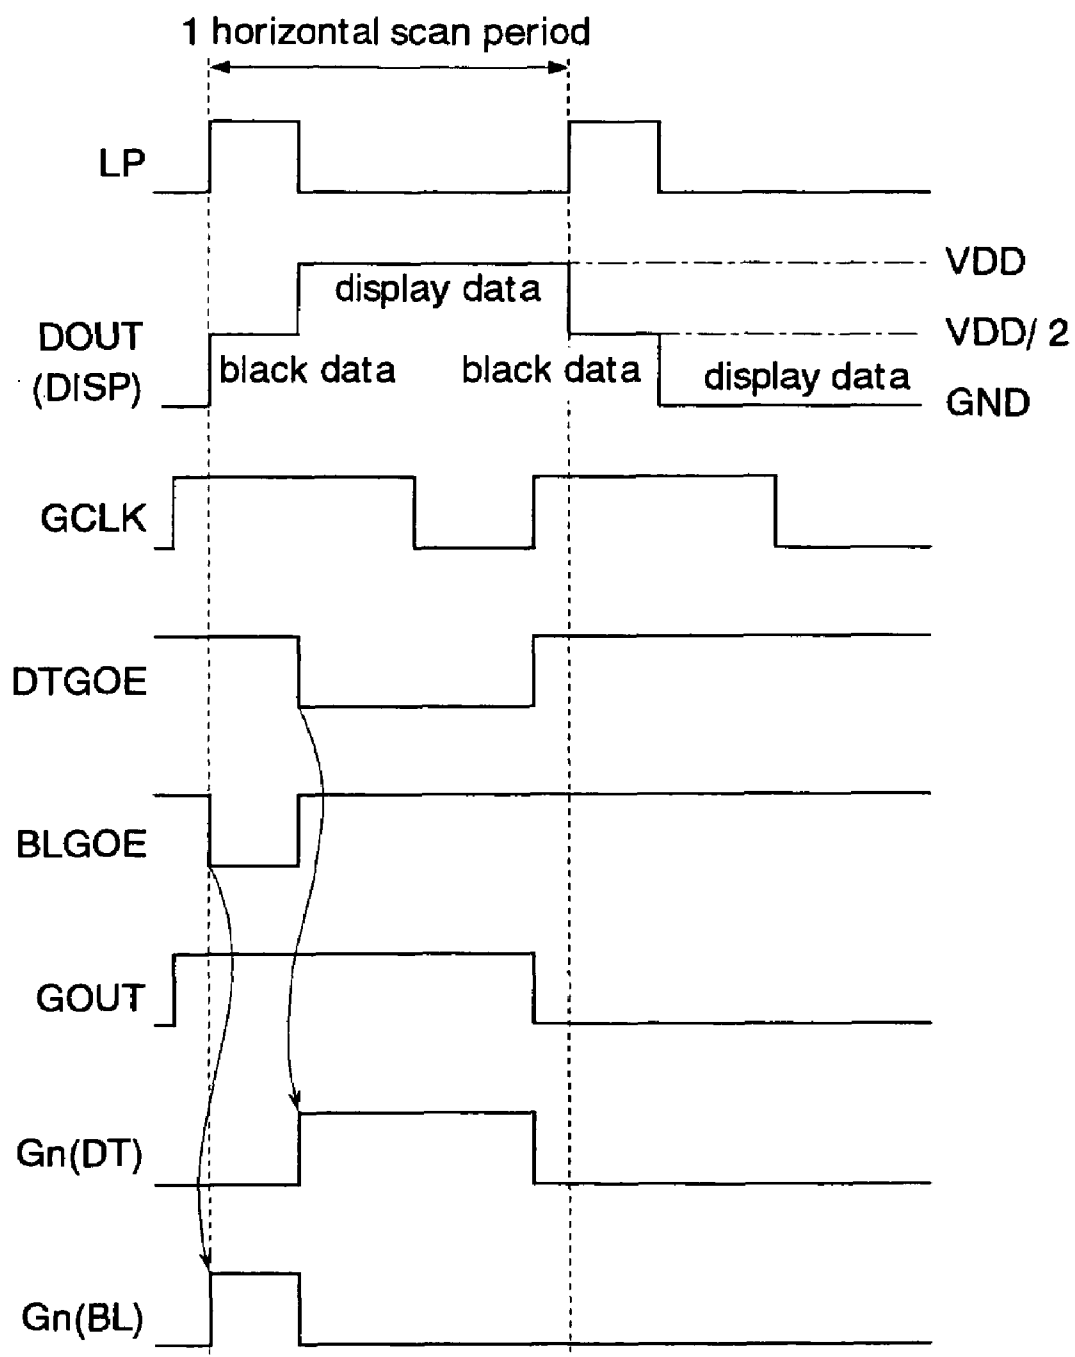 1 horizontal scan period
LP
VDD
display data
DOUT
VDD/ 2
(DISP)
black data
black data
display data
GND
GCLK
DTGOE
BLGOE
GOUT
Gn(DT)
Gn(BL)